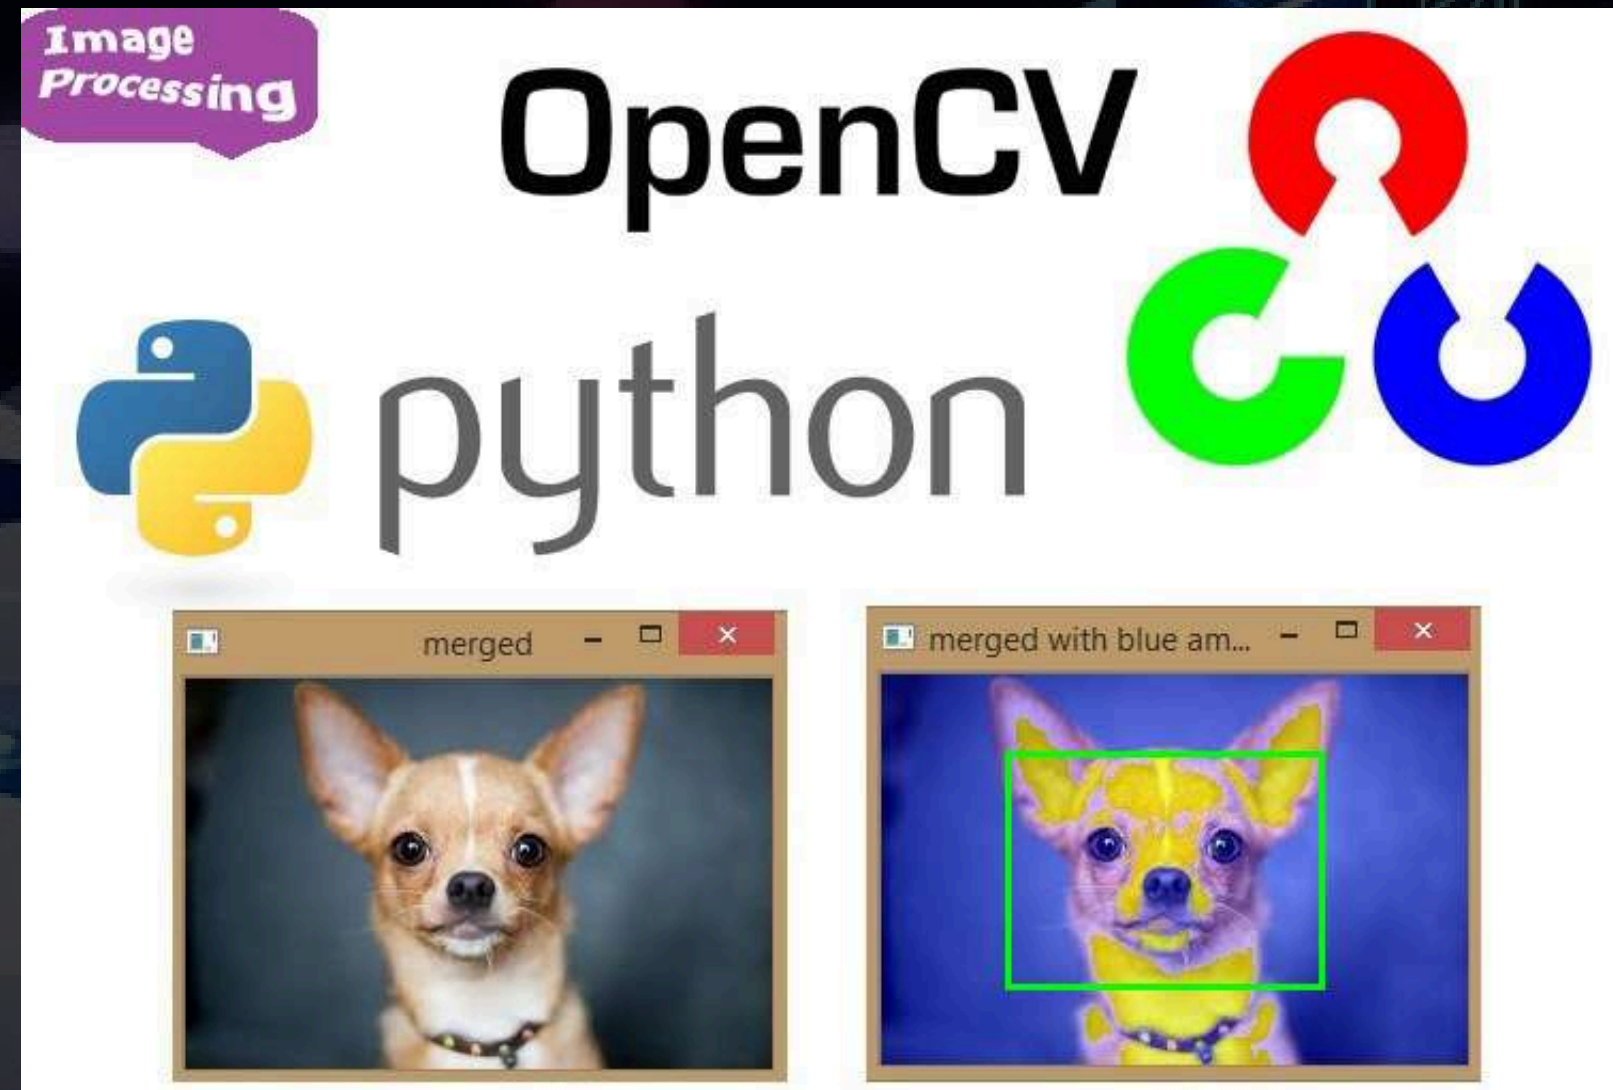 Image
Processing
OpenCV
python
merged
merged with blue am...